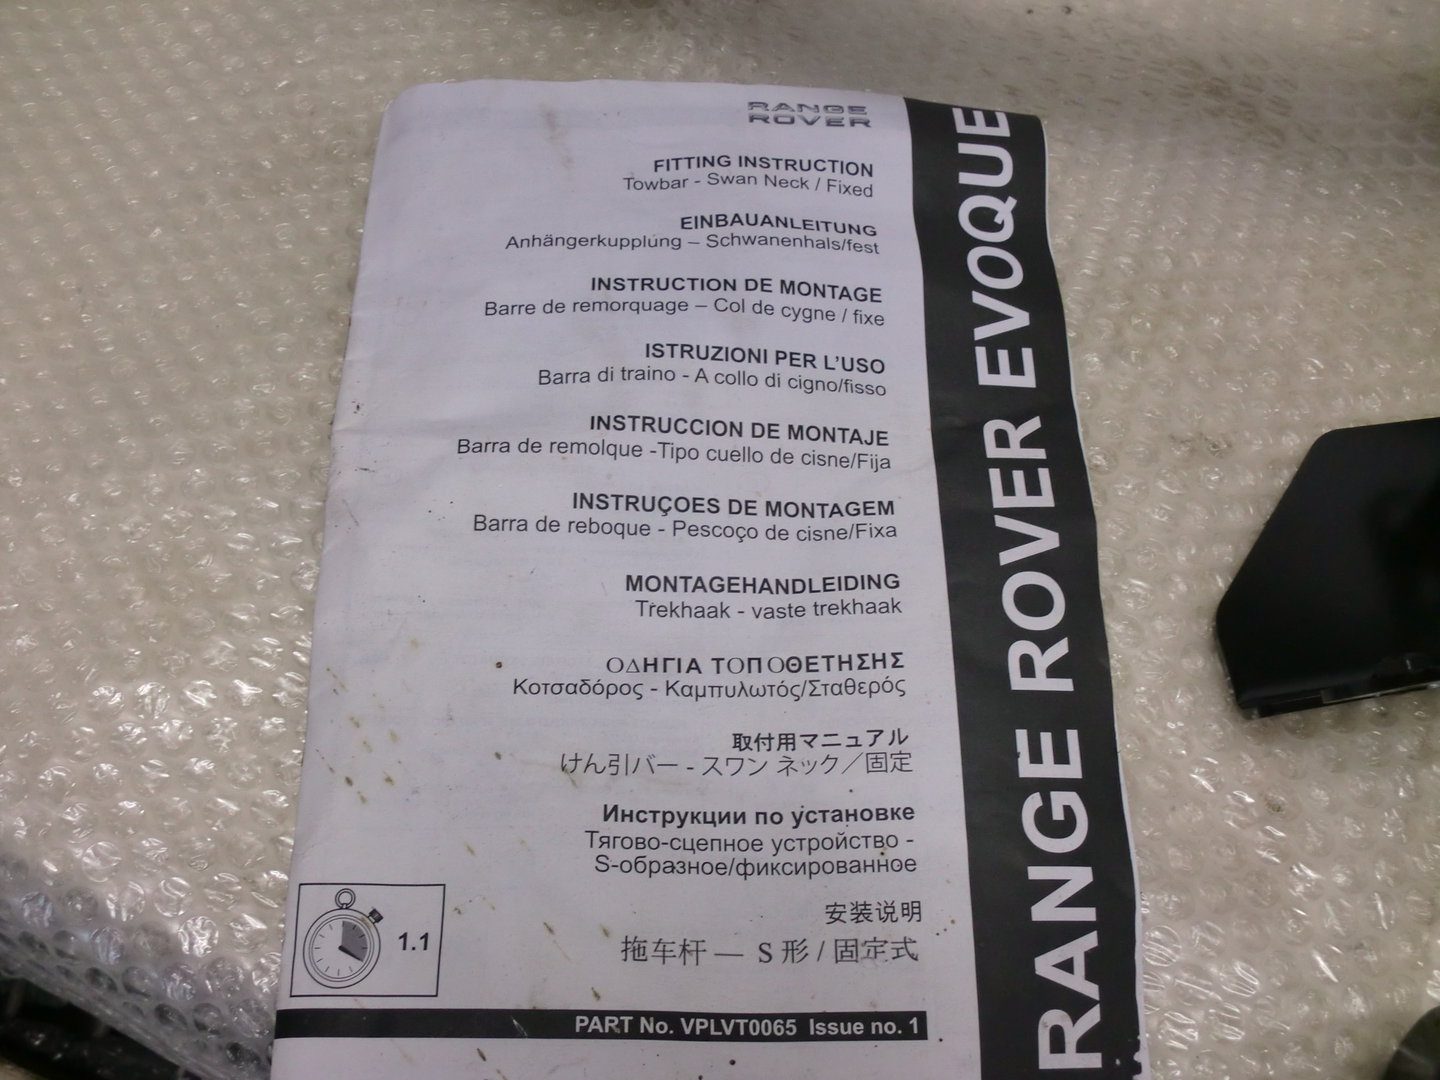 RANGE
ROVER
FITTING INSTRUCTION
Towbar - Swan Neck / Fixed
EINBAUANLEITUNG
Anhängerkupplung – Schwanenhals/fest
INSTRUCTION DE MONTAGE
Barre de remorquage – Col de cygne / fixe
ISTRUZIONI PER L'USO
Barra di traino - A collo di cigno/fisso
INSTRUCCION DE MONTAJE
Barra de remolque -Tipo cuello de cisne/Fija
INSTRUÇOES DE MONTAGEM
Barra de reboque - Pescoço de cisne/Fixa
MONTAGEHANDLEIDING
Trekhaak - vaste trekhaak
ΟΔΗΓΙΑ ΤΟΠΟΘΕΤΗΣΗΣ
Κοτσαδόρος - Καμπυλωτός/Σταθερός
取付用マニュアル
けん引バー - スワン ネック／固定
Инструкции по установке
Тягово-сцепное устройство -
S-образное/фиксированное
安装说明
拖车杆 — S 形 / 固定式
1.1
PART No. VPLVT0065 Issue no. 1
RANGE ROVER EVOQUE